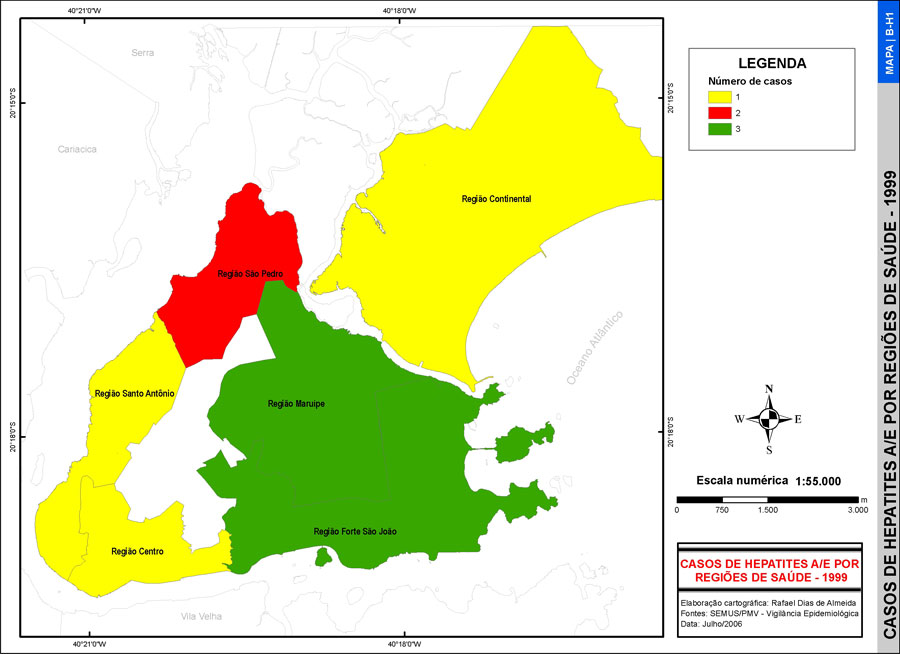 40°21'0"W
40°18'0"W
MAPA | B-H1
Serra
LEGENDA
Número de casos
1
2
3
20°15'0"S
20°15'0"S
Cariacica
CASOS DE HEPATITES A/E POR REGIÕES DE SAÚDE - 1999
Região Continental
Região São Pedro
Oceano Atlântico
Região Santo Antônio
Região Maruipe
N
W
E
S
20°18'0"S
20°18'0"S
Escala numérica 1:55.000
m
0 750 1.500 3.000
Região Forte São João
Região Centro
CASOS DE HEPATITES A/E POR
REGIÕES DE SAÚDE - 1999
Elaboração cartográfica: Rafael Dias de Almeida
Fontes: SEMUS/PMV - Vigilância Epidemiológica
Data: Julho/2006
Vila Velha
40°21'0"W
40°18'0"W